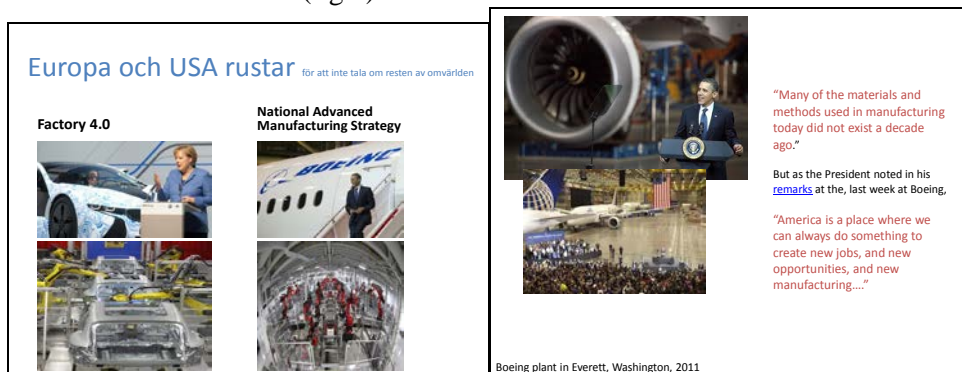 Europa och USA rustar för att inte tala om resten av omvärlden
Factory 4.0
National Advanced
Manufacturing Strategy
BOEING
“Many of the materials and
methods used in manufacturing
today did not exist a decade
ago.”
But as the President noted in his
remarks at the, last week at Boeing,
“America is a place where we
can always do something to
create new jobs, and new
opportunities, and new
manufacturing....”
Boeing plant in Everett, Washington, 2011